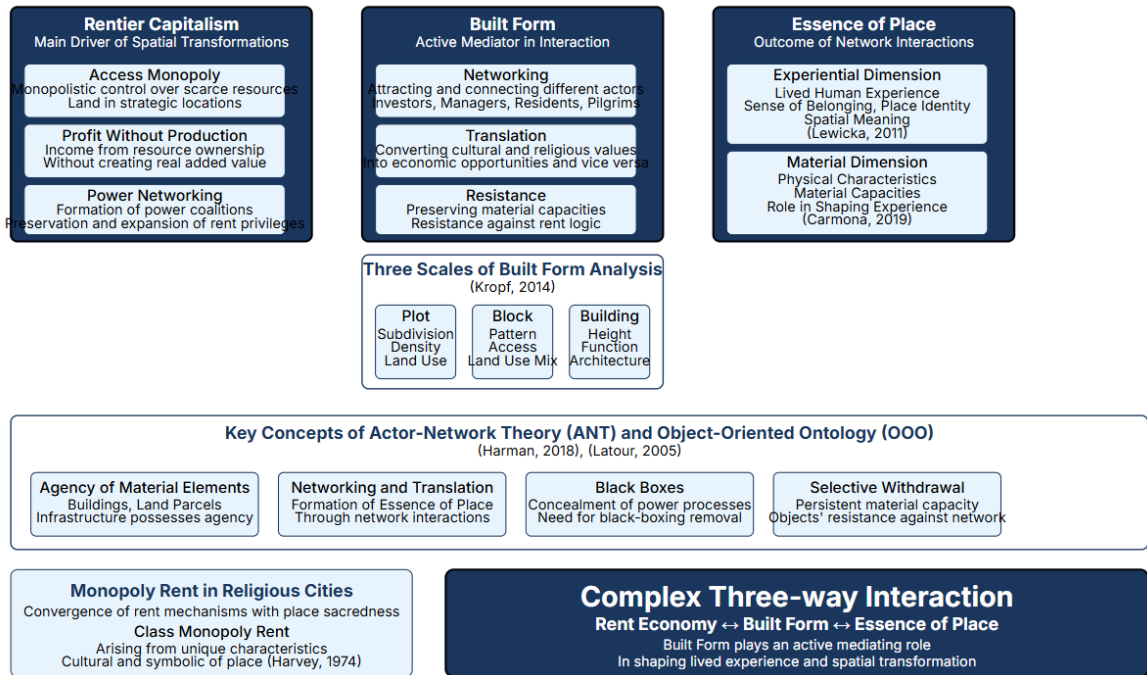 Rentier Capitalism
Main Driver of Spatial Transformations
Access Monopoly
Monopolistic control over scarce resources
Land in strategic locations
Profit Without Production
Income from resource ownership
Without creating real added value
Power Networking
Formation of power coalitions
Preservation and expansion of rent privileges
Built Form
Active Mediator in Interaction
Networking
Attracting and connecting different actors
Investors, Managers, Residents, Pilgrims
Translation
Converting cultural and religious values
Into economic opportunities and vice versa
Resistance
Preserving material capacities
Resistance against rent logic
Essence of Place
Outcome of Network Interactions
Experiential Dimension
Lived Human Experience
Sense of Belonging, Place Identity
Spatial Meaning
(Lewicka, 2011)
Material Dimension
Physical Characteristics
Material Capacities
Role in Shaping Experience
(Carmona, 2019)
Three Scales of Built Form Analysis
(Kropf, 2014)
Plot
Subdivision
Density
Land Use
Block
Pattern
Access
Land Use Mix
Building
Height
Function
Architecture
Key Concepts of Actor-Network Theory (ANT) and Object-Oriented Ontology (OOO)
(Harman, 2018), (Latour, 2005)
Agency of Material Elements
Buildings, Land Parcels
Infrastructure possesses agency
Networking and Translation
Formation of Essence of Place
Through network interactions
Black Boxes
Concealment of power processes
Need for black-boxing removal
Selective Withdrawal
Persistent material capacity
Objects' resistance against network
Monopoly Rent in Religious Cities
Convergence of rent mechanisms with place sacredness
Class Monopoly Rent
Arising from unique characteristics
Cultural and symbolic of place (Harvey, 1974)
Complex Three-way Interaction
Rent Economy ↔ Built Form ↔ Essence of Place
Built Form plays an active mediating role
In shaping lived experience and spatial transformation